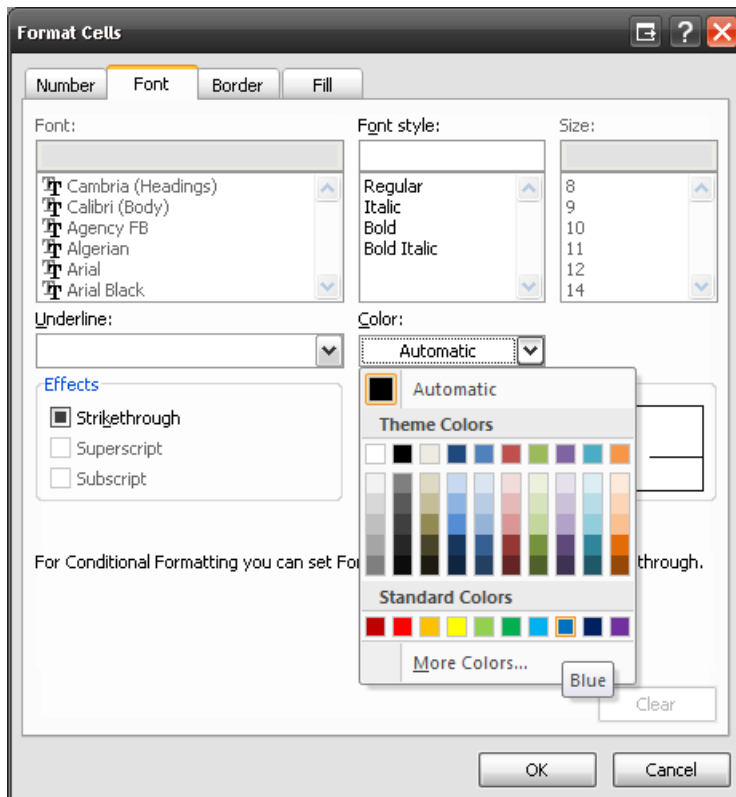 Format Cells
Number Font Border Fill
Font: Font style: Size:
Cambria (Headings) Regular 8
Calibri (Body) Italic 9
Agency FB Bold 10
Algerian Bold Italic 11
Arial 12
Arial Black 14
Underline: Color:
Automatic
Effects Automatic
Strikethrough Theme Colors
Superscript
Subscript
For Conditional Formatting you can set Fo through.
Standard Colors
More Colors...
Blue
Clear
OK Cancel